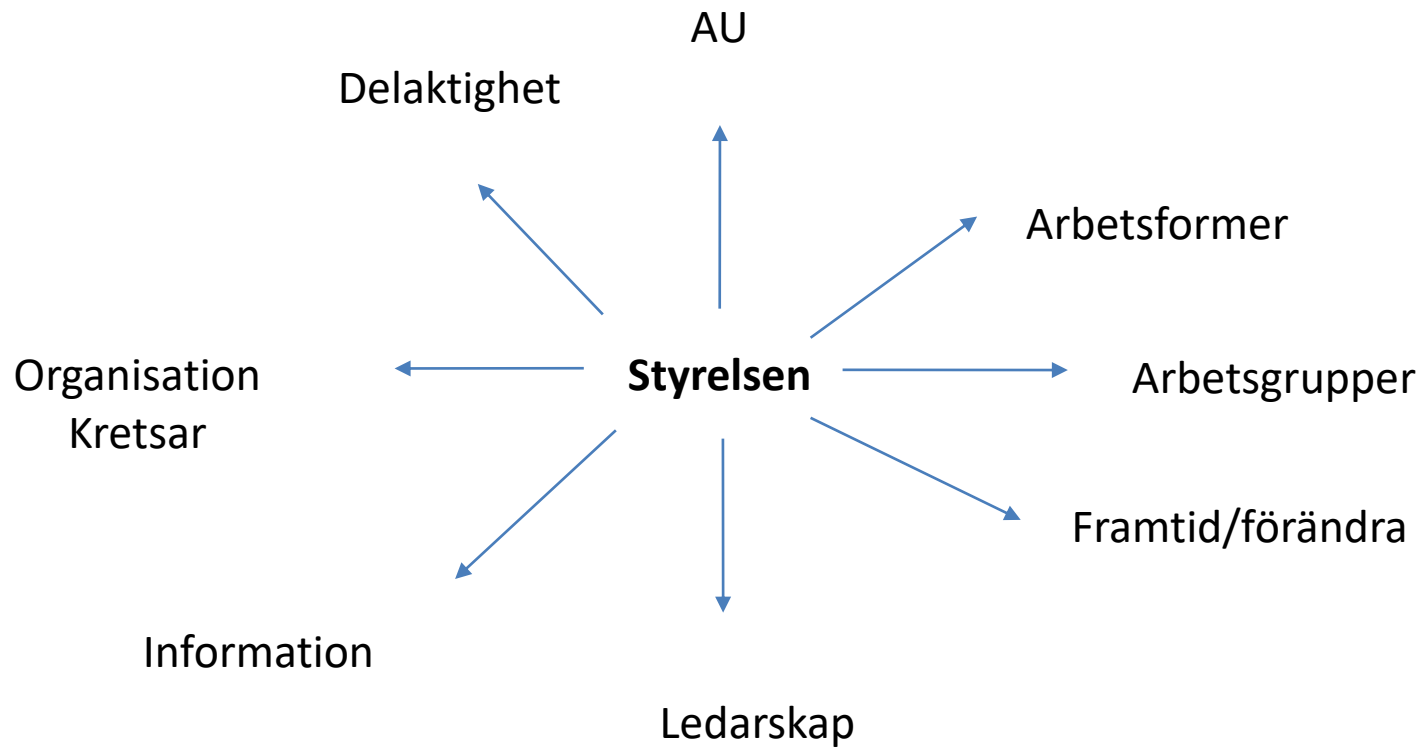 AU
Delaktighet
Arbetsformer
Organisation
Kretsar
Styrelsen
Arbetsgrupper
Framtid/förändra
Information
Ledarskap